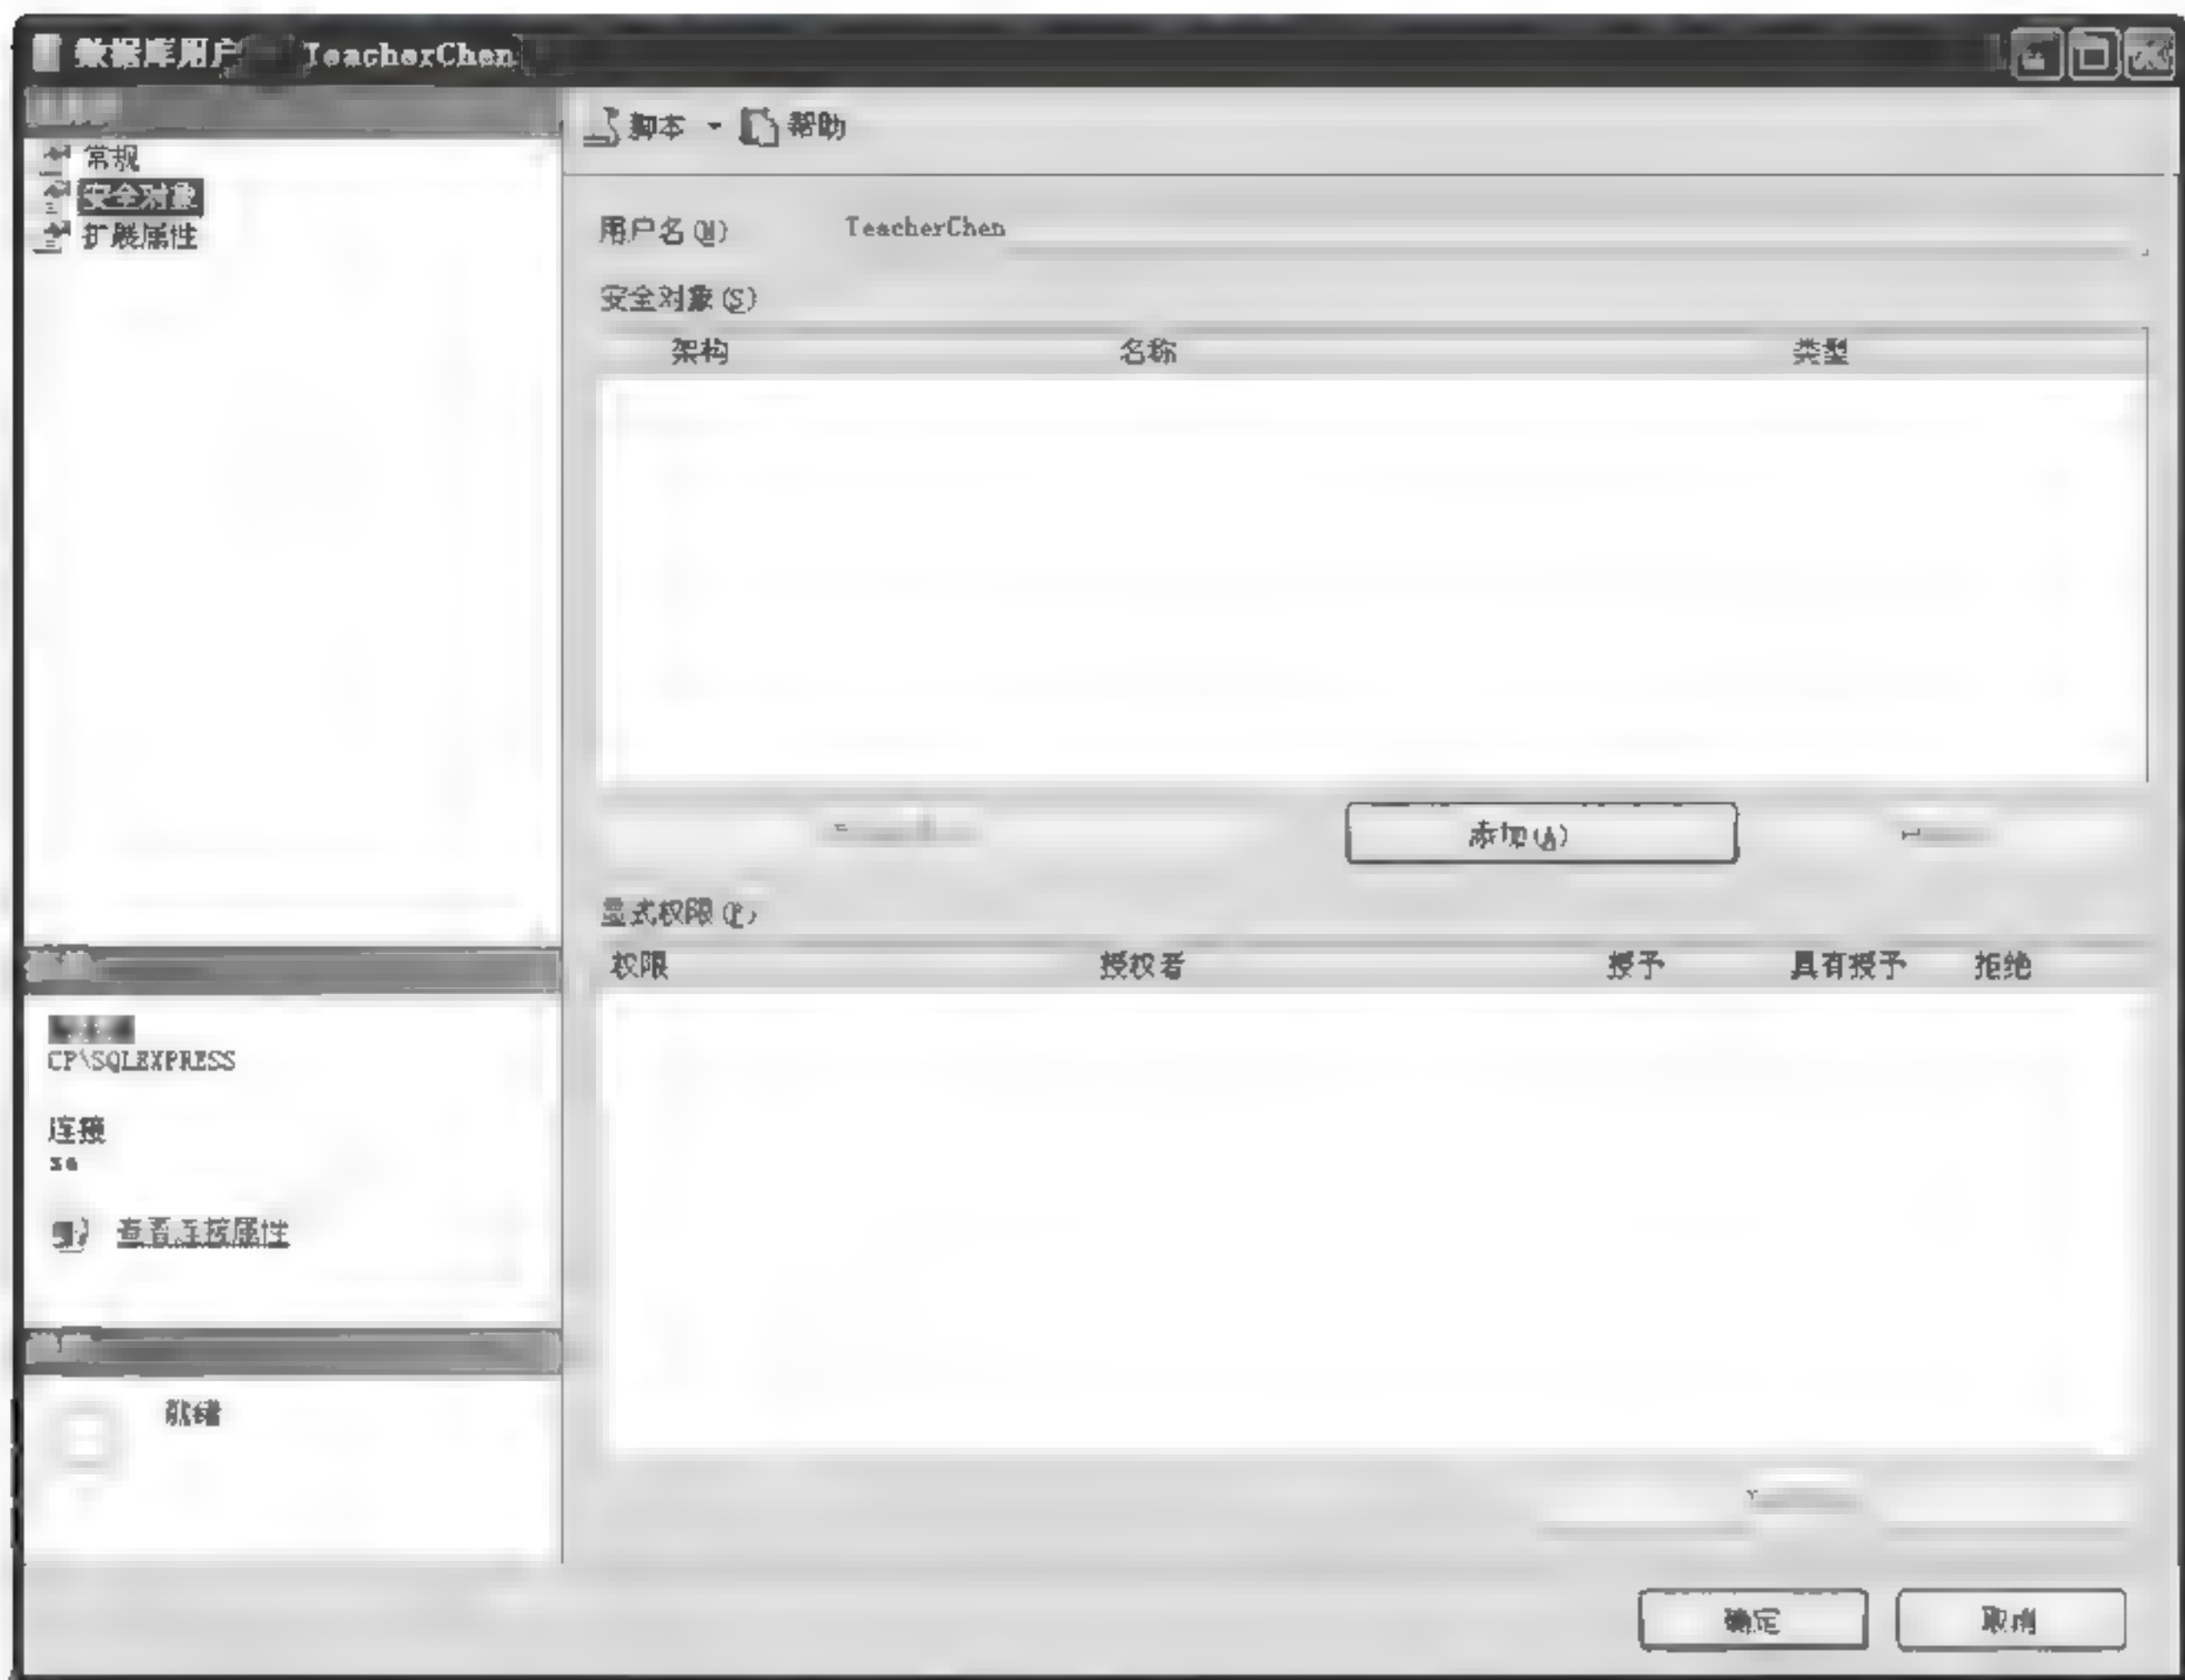 数据库用户 TeacherChen
常规
安全对象
扩展属性
脚本 帮助
用户名(N) TeacherChen
安全对象(S)
架构 名称 类型
添加(A)
显式权限(P)
权限 授权者 授予 具有授予 拒绝
CP\SQLEXPRESS
连接
sa
查看连接属性
就绪
确定 取消